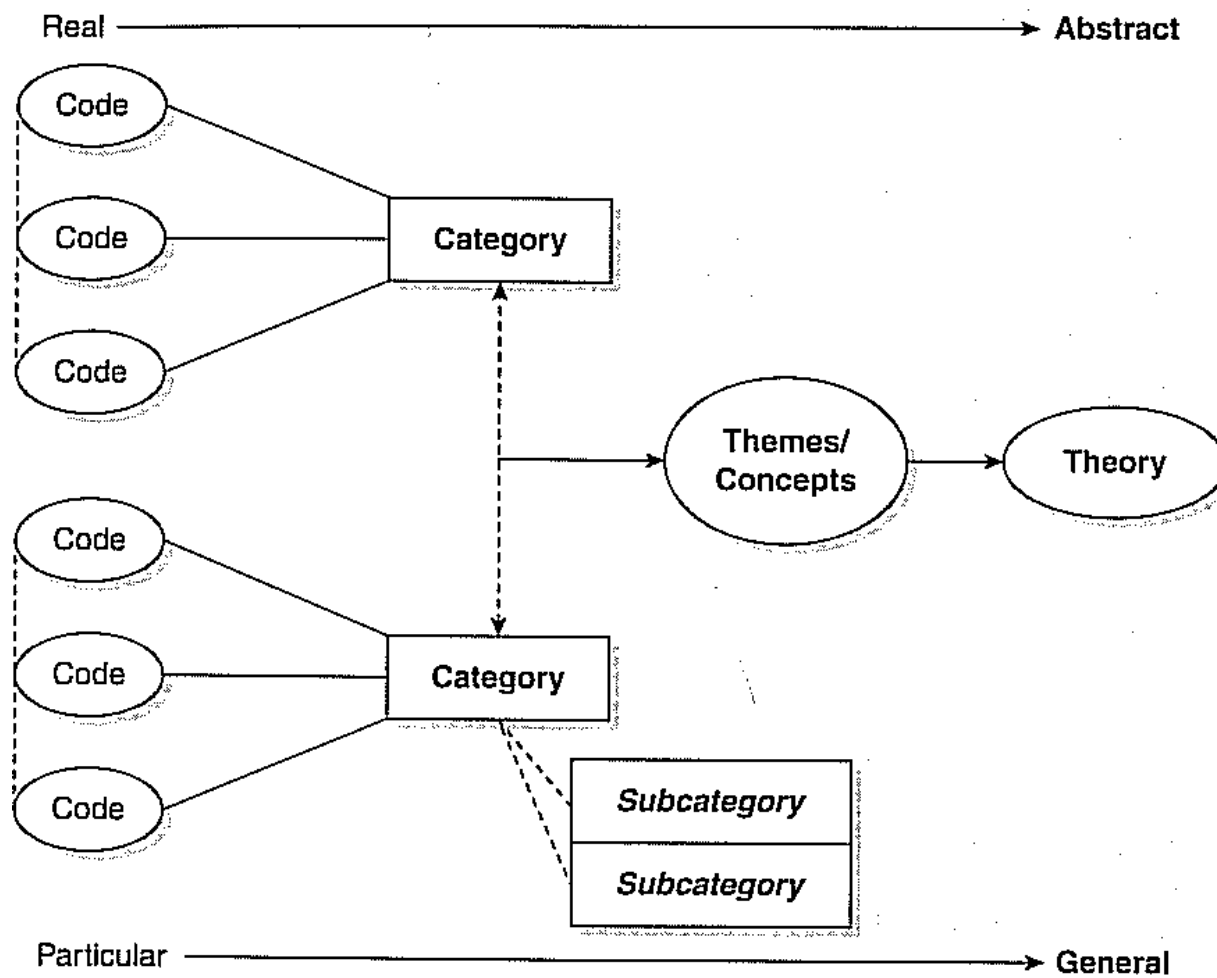 Real
Abstract
Code
Code
Category
Code
Themes/
Concepts
Theory
Code
Code
Category
Code
Subcategory
Subcategory
Particular
General